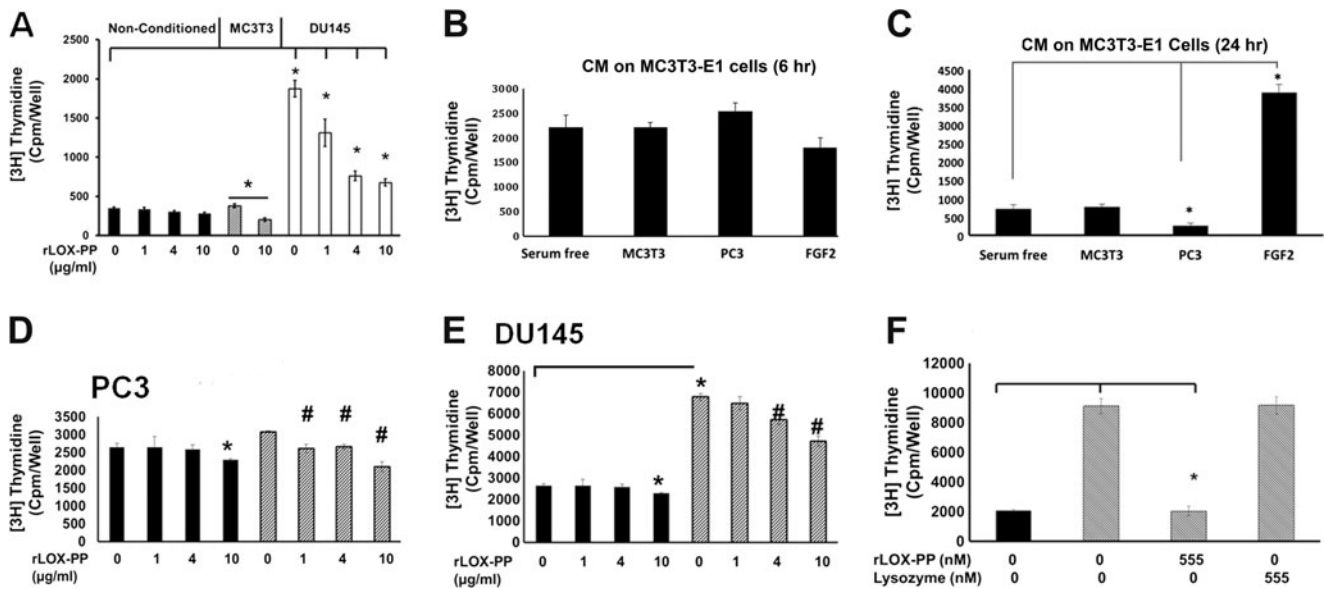 A
Non-Conditioned MC3T3 DU145
[3H] Thymidine
(Cpm/Well)
2500
2000
1500
1000
500
0
* * * * *
rLOX-PP 0 1 4 10 0 10 0 1 4 10
(µg/ml)
B
CM on MC3T3-E1 cells (6 hr)
[3H] Thymidine
(Cpm/Well)
3000
2500
2000
1500
1000
500
0
Serum free MC3T3 PC3 FGF2
C
CM on MC3T3-E1 Cells (24 hr)
[3H] Thymidine
(Cpm/Well)
4500
4000
3500
3000
2500
2000
1500
1000
500
0
* *
Serum free MC3T3 PC3 FGF2
D
PC3
[3H] Thymidine
(Cpm/Well)
3500
3000
2500
2000
1500
1000
500
0
* # # #
rLOX-PP 0 1 4 10 0 1 4 10
(µg/ml)
E DU145
[3H] Thymidine
(Cpm/Well)
8000
7000
6000
5000
4000
3000
2000
1000
0
* * # #
rLOX-PP 0 1 4 10 0 1 4 10
(µg/ml)
F
[3H] Thymidine
(Cpm/Well)
12000
10000
8000
6000
4000
2000
0
*
rLOX-PP (nM) 0 0 555 0
Lysozyme (nM) 0 0 0 555